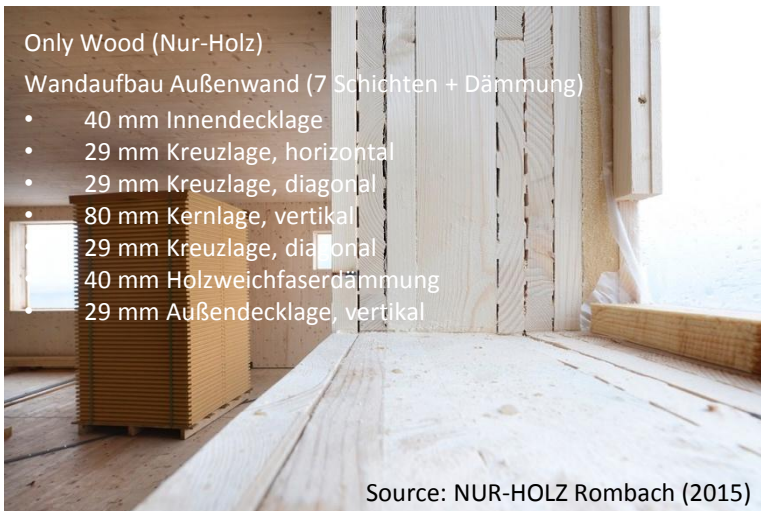 Only Wood (Nur-Holz)
Wandaufbau Außenwand (7 Schichten + Dämmung)
• 40 mm Innendecklage
• 29 mm Kreuzlage, horizontal
• 29 mm Kreuzlage, diagonal
• 80 mm Kernlage, vertikal
• 29 mm Kreuzlage, diagonal
• 40 mm Holzweichfaserdämmung
• 29 mm Außendecklage, vertikal
Source: NUR-HOLZ Rombach (2015)